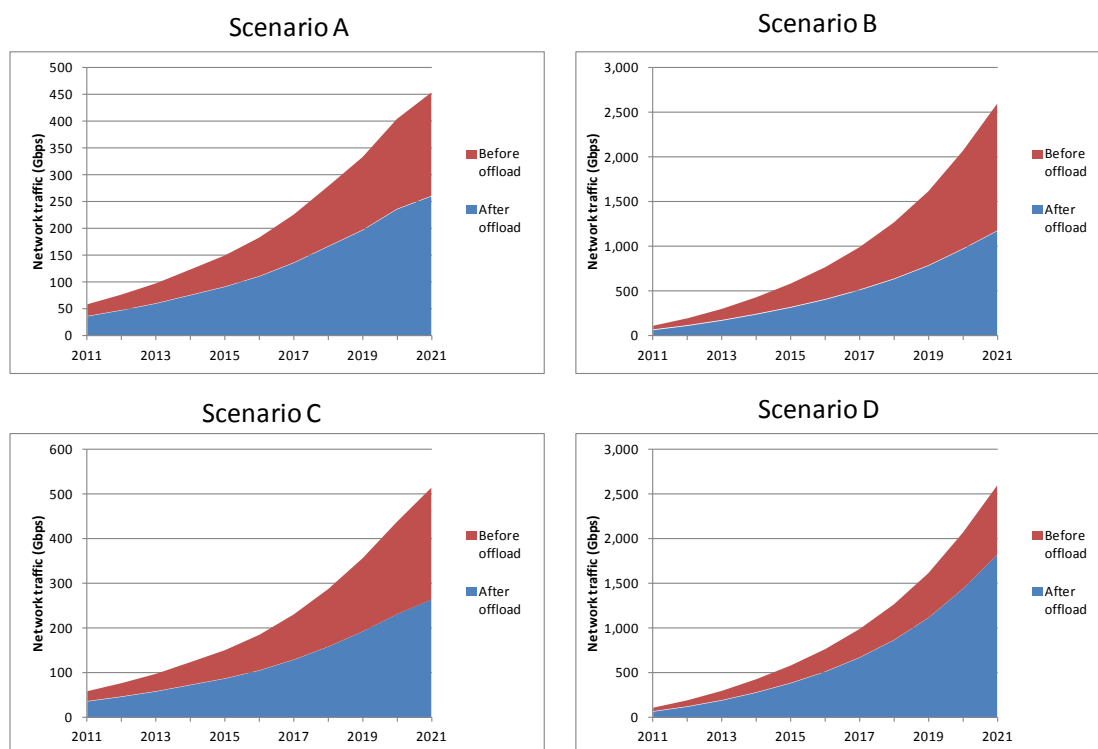 Scenario A
500
450
400
350
300
250
200
150
100
50
0
Network traffic (Gbps)
2011 2013 2015 2017 2019 2021
Before
offload
After
offload
Scenario B
3,000
2,500
2,000
1,500
1,000
500
0
Network traffic (Gbps)
2011 2013 2015 2017 2019 2021
Before
offload
After
offload
Scenario C
600
500
400
300
200
100
0
Network traffic (Gbps)
2011 2013 2015 2017 2019 2021
Before
offload
After
offload
Scenario D
3,000
2,500
2,000
1,500
1,000
500
0
Network traffic (Gbps)
2011 2013 2015 2017 2019 2021
Before
offload
After
offload